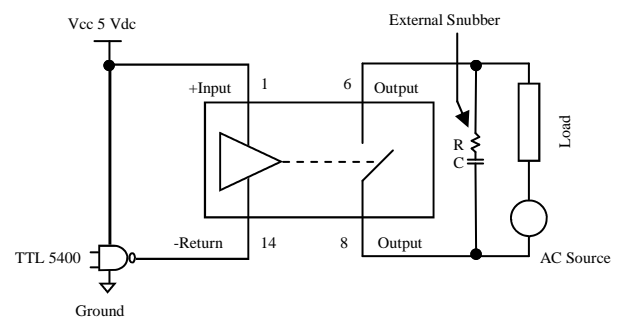 External Snubber
Vcc 5 Vdc
+Input
1
6
Output
R
C
Load
-Return
14
8
Output
TTL 5400
AC Source
Ground